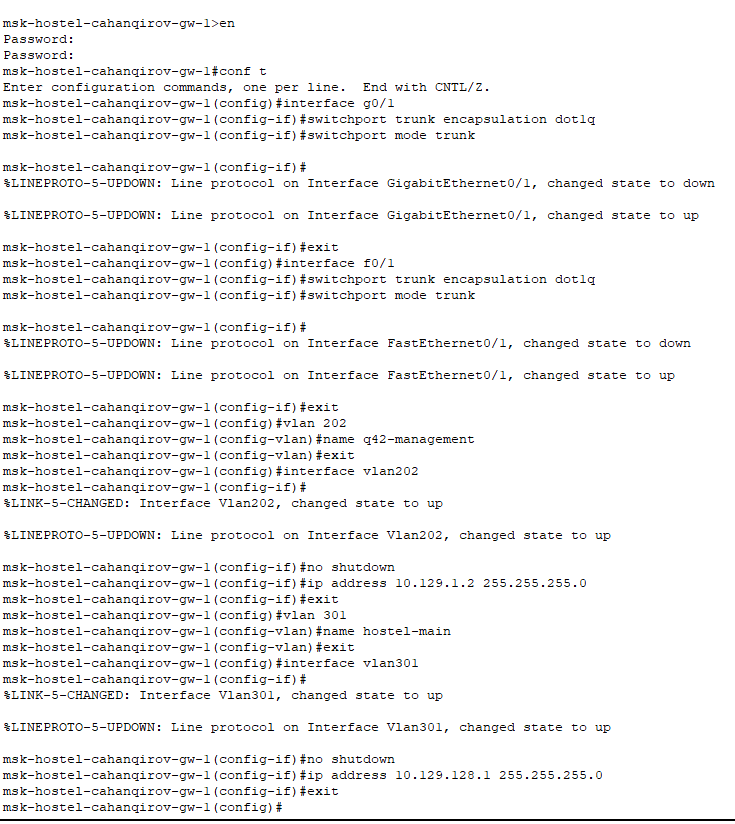 msk-hostel-cahanqirov-gw-1>en
Password:
Password:
msk-hostel-cahanqirov-gw-1#conf t
Enter configuration commands, one per line.  End with CNTL/Z.
msk-hostel-cahanqirov-gw-1(config)#interface g0/1
msk-hostel-cahanqirov-gw-1(config-if)#switchport trunk encapsulation dot1q
msk-hostel-cahanqirov-gw-1(config-if)#switchport mode trunk
msk-hostel-cahanqirov-gw-1(config-if)#
%LINEPROTO-5-UPDOWN: Line protocol on Interface GigabitEthernet0/1, changed state to down
%LINEPROTO-5-UPDOWN: Line protocol on Interface GigabitEthernet0/1, changed state to up
msk-hostel-cahanqirov-gw-1(config-if)#exit
msk-hostel-cahanqirov-gw-1(config)#interface f0/1
msk-hostel-cahanqirov-gw-1(config-if)#switchport trunk encapsulation dot1q
msk-hostel-cahanqirov-gw-1(config-if)#switchport mode trunk
msk-hostel-cahanqirov-gw-1(config-if)#
%LINEPROTO-5-UPDOWN: Line protocol on Interface FastEthernet0/1, changed state to down
%LINEPROTO-5-UPDOWN: Line protocol on Interface FastEthernet0/1, changed state to up
msk-hostel-cahanqirov-gw-1(config-if)#exit
msk-hostel-cahanqirov-gw-1(config)#vlan 202
msk-hostel-cahanqirov-gw-1(config-vlan)#name q42-management
msk-hostel-cahanqirov-gw-1(config-vlan)#exit
msk-hostel-cahanqirov-gw-1(config)#interface vlan202
msk-hostel-cahanqirov-gw-1(config-if)#
%LINK-5-CHANGED: Interface Vlan202, changed state to up
%LINEPROTO-5-UPDOWN: Line protocol on Interface Vlan202, changed state to up
msk-hostel-cahanqirov-gw-1(config-if)#no shutdown
msk-hostel-cahanqirov-gw-1(config-if)#ip address 10.129.1.2 255.255.255.0
msk-hostel-cahanqirov-gw-1(config-if)#exit
msk-hostel-cahanqirov-gw-1(config)#vlan 301
msk-hostel-cahanqirov-gw-1(config-vlan)#name hostel-main
msk-hostel-cahanqirov-gw-1(config-vlan)#exit
msk-hostel-cahanqirov-gw-1(config)#interface vlan301
msk-hostel-cahanqirov-gw-1(config-if)#
%LINK-5-CHANGED: Interface Vlan301, changed state to up
%LINEPROTO-5-UPDOWN: Line protocol on Interface Vlan301, changed state to up
msk-hostel-cahanqirov-gw-1(config-if)#no shutdown
msk-hostel-cahanqirov-gw-1(config-if)#ip address 10.129.128.1 255.255.255.0
msk-hostel-cahanqirov-gw-1(config-if)#exit
msk-hostel-cahanqirov-gw-1(config)#